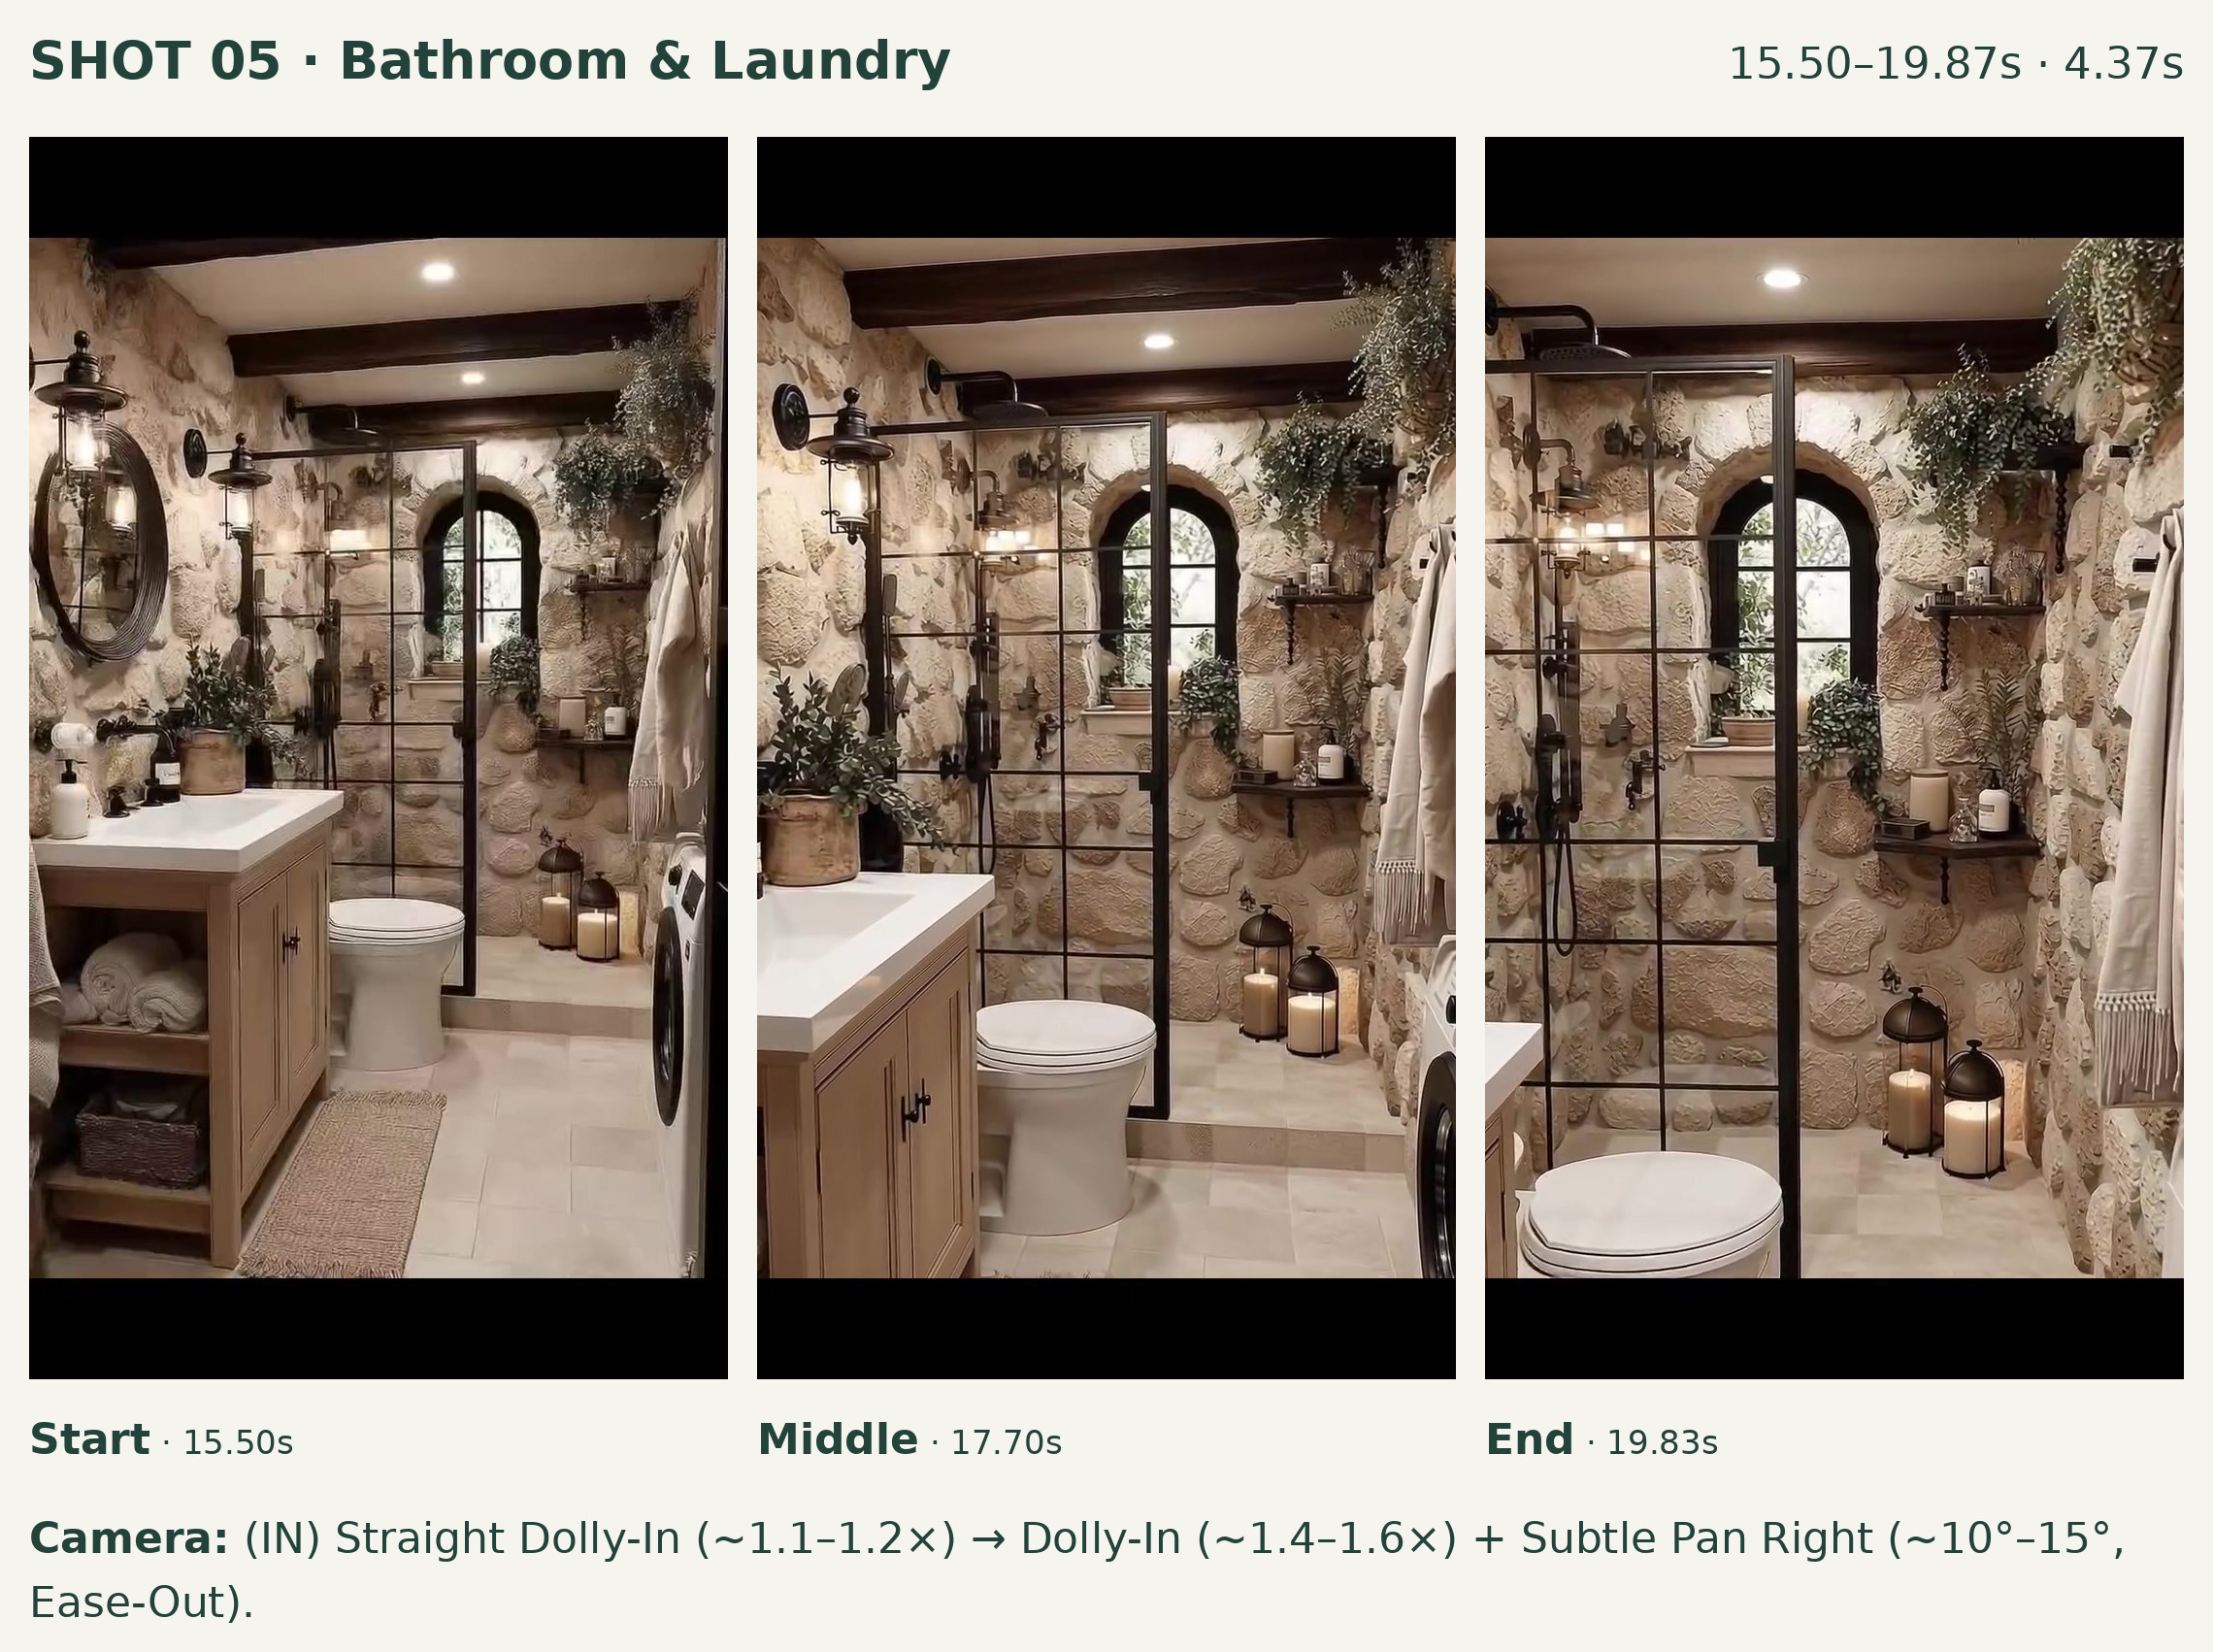 SHOT 05 · Bathroom & Laundry
15.50–19.87s · 4.37s
Start · 15.50s
Middle · 17.70s
End · 19.83s
Camera: (IN) Straight Dolly-In (~1.1–1.2×) → Dolly-In (~1.4–1.6×) + Subtle Pan Right (~10°–15°,
Ease-Out).